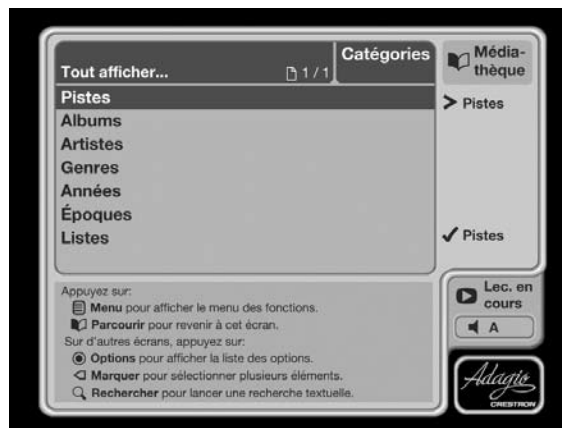 Tout afficher...
1 / 1
Catégories
Média-
thèque
Pistes
Albums
Artistes
Genres
Années
Époques
Listes
Pistes
Pistes
Appuyez sur:
Menu pour afficher le menu des fonctions.
Parcourir pour revenir à cet écran.
Sur d'autres écrans, appuyez sur:
Options pour afficher la liste des options.
Marquer pour sélectionner plusieurs éléments.
Rechercher pour lancer une recherche textuelle.
Lec. en
cours
A
Adagio
CRESTRON